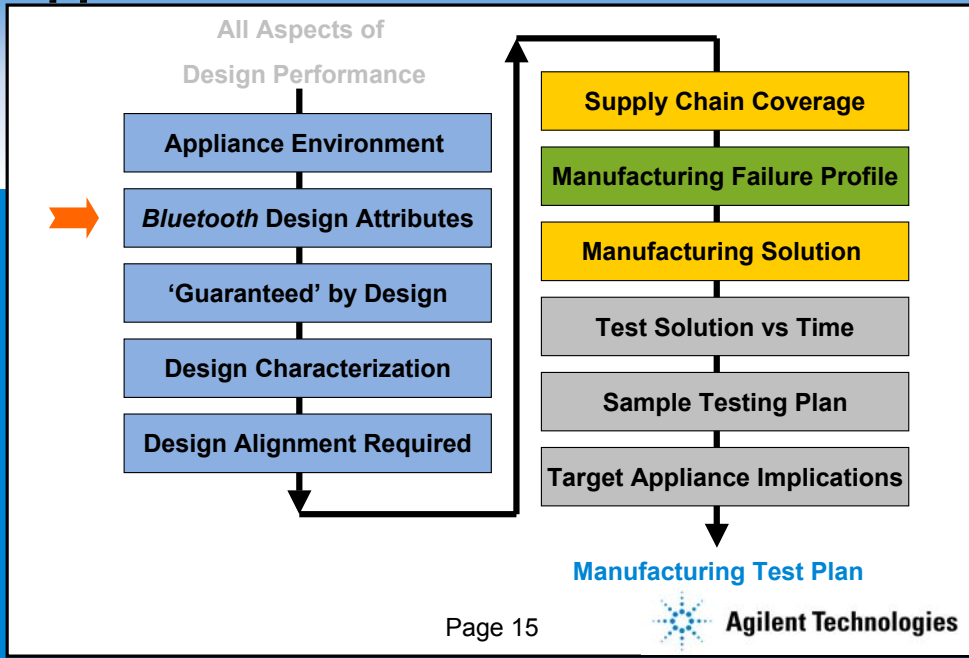 All Aspects of
Design Performance
Appliance Environment
Bluetooth Design Attributes
‘Guaranteed’ by Design
Design Characterization
Design Alignment Required
Supply Chain Coverage
Manufacturing Failure Profile
Manufacturing Solution
Test Solution vs Time
Sample Testing Plan
Target Appliance Implications
Manufacturing Test Plan
Page 15
Agilent Technologies